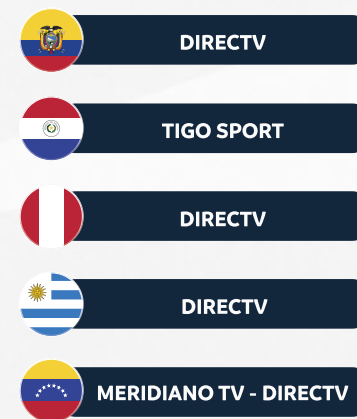 DIRECTV
TIGO SPORT
DIRECTV
DIRECTV
MERIDIANO TV - DIRECTV